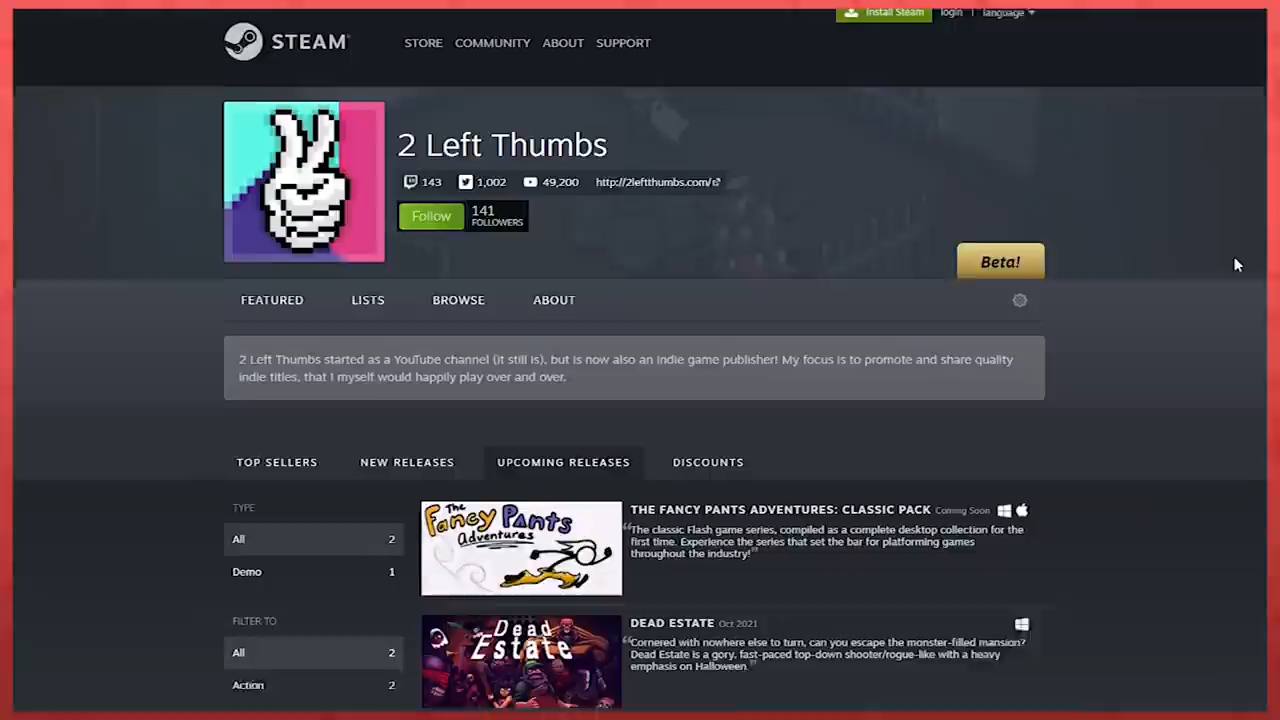 Install Steam login | language
STEAM
STORE COMMUNITY ABOUT SUPPORT
2 Left Thumbs
143 1,002 49,200 http://2leftthumbs.com/
Follow 141 FOLLOWERS
Beta!
FEATURED LISTS BROWSE ABOUT
2 Left Thumbs started as a YouTube channel (it still is), but is now also an indie game publisher! My focus is to promote and share quality
indie titles, that I myself would happily play over and over.
TOP SELLERS NEW RELEASES UPCOMING RELEASES DISCOUNTS
TYPE
All 2
Demo 1
FILTER TO
All 2
Action 2
The Fancy Pants Adventures
THE FANCY PANTS ADVENTURES: CLASSIC PACK Coming Soon
"The classic Flash game series, compiled as a complete desktop collection for the
first time. Experience the series that set the bar for platforming games
throughout the industry!"
Dead Estate
DEAD ESTATE Oct 2021
"Cornered with nowhere else to turn, can you escape the monster-filled mansion?
Dead Estate is a gory, fast-paced top-down shooter/rogue-like with a heavy
emphasis on Halloween."